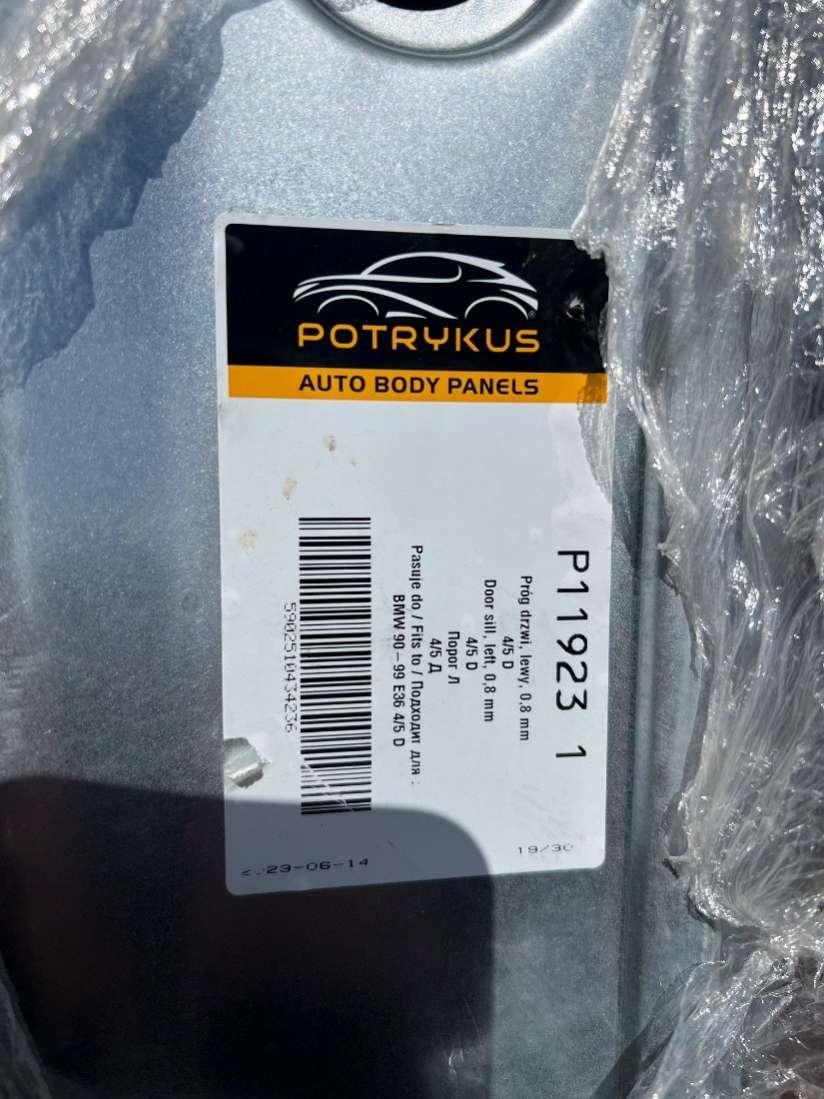 POTRYKUS
AUTO BODY PANELS
P11923 1
Próg drzwi, lewy, 0,8 mm
4/5 D
Door sill, left, 0,8 mm
4/5 D
Порог Л
4/5 Д
Pasuje do / Fits to / Подходит для :
BMW 90-99 E36 4/5 D
5902510434236
19/30
2023-06-14